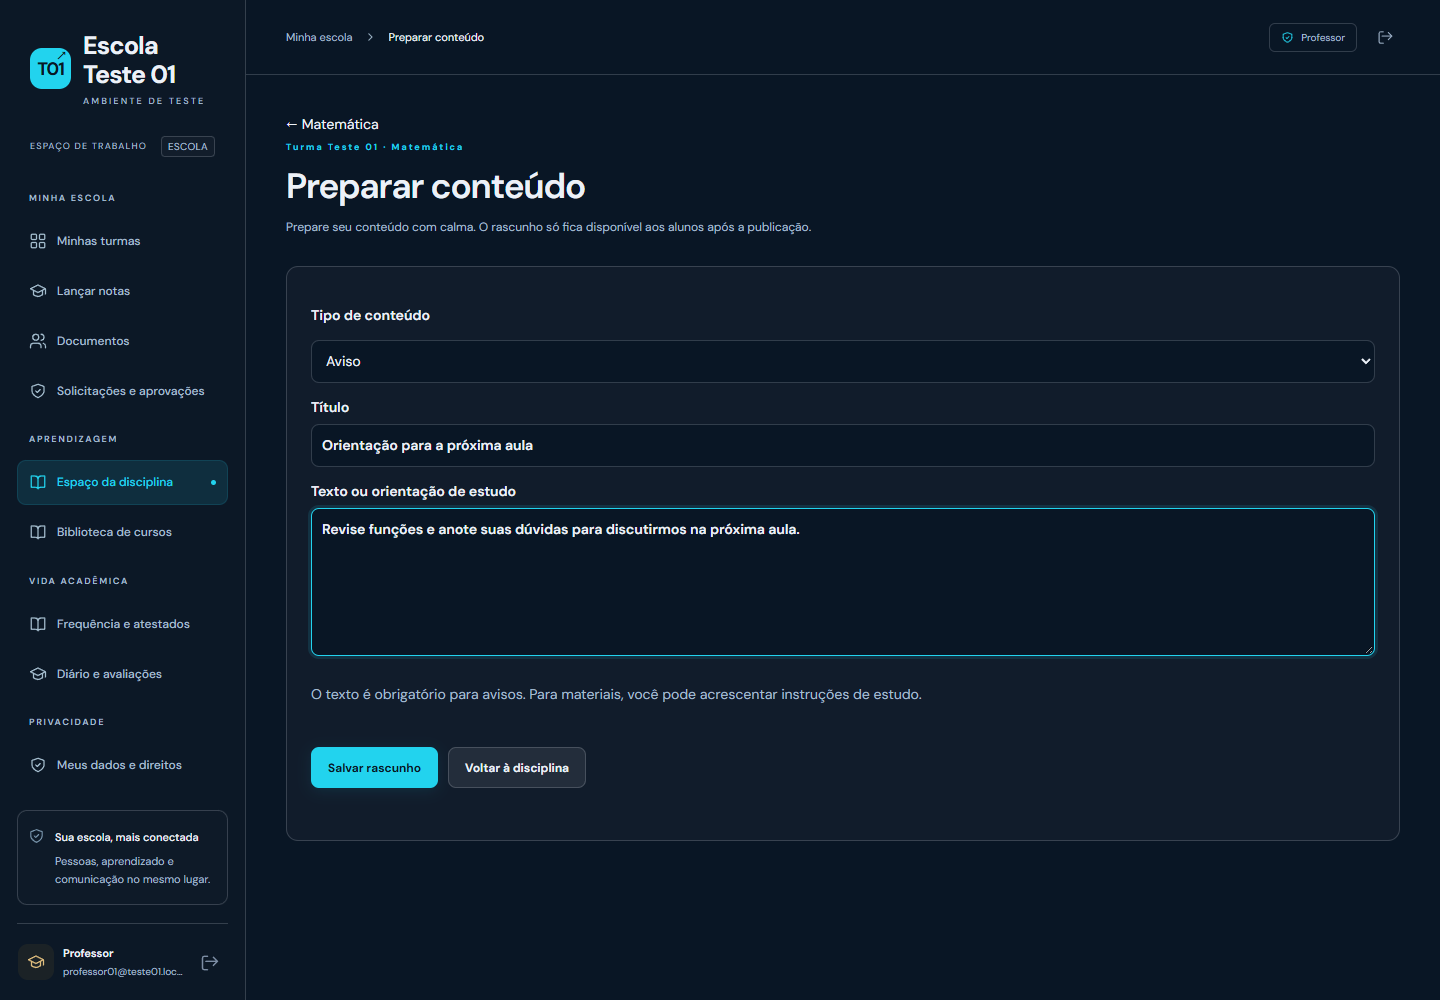 T01
Escola
Teste 01
AMBIENTE DE TESTE
ESPAÇO DE TRABALHO
ESCOLA
MINHA ESCOLA
Minhas turmas
Lançar notas
Documentos
Solicitações e aprovações
APRENDIZAGEM
Espaço da disciplina
Biblioteca de cursos
VIDA ACADÊMICA
Frequência e atestados
Diário e avaliações
PRIVACIDADE
Meus dados e direitos
Sua escola, mais conectada
Pessoas, aprendizado e
comunicação no mesmo lugar.
Professor
professor01@teste01.loc...
Minha escola > Preparar conteúdo
Professor
← Matemática
Turma Teste 01 · Matemática
Preparar conteúdo
Prepare seu conteúdo com calma. O rascunho só fica disponível aos alunos após a publicação.
Tipo de conteúdo
Aviso
Título
Orientação para a próxima aula
Texto ou orientação de estudo
Revise funções e anote suas dúvidas para discutirmos na próxima aula.
O texto é obrigatório para avisos. Para materiais, você pode acrescentar instruções de estudo.
Salvar rascunho
Voltar à disciplina